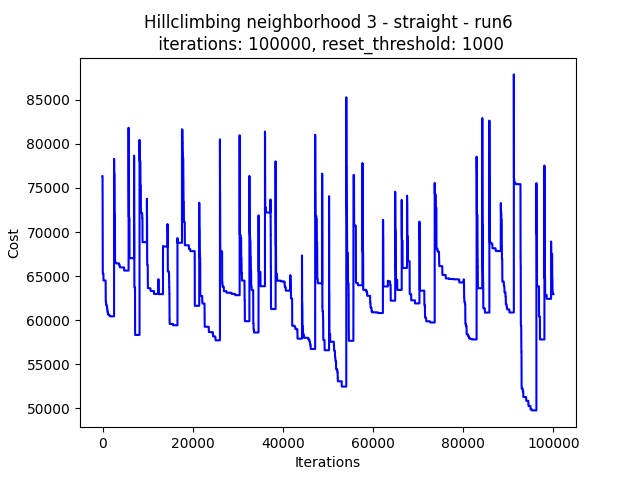 Hillclimbing neighborhood 3 - straight - run6
iterations: 100000, reset_threshold: 1000
85000
80000
75000
70000
65000
60000
55000
50000
Cost
0 20000 40000 60000 80000 100000
Iterations